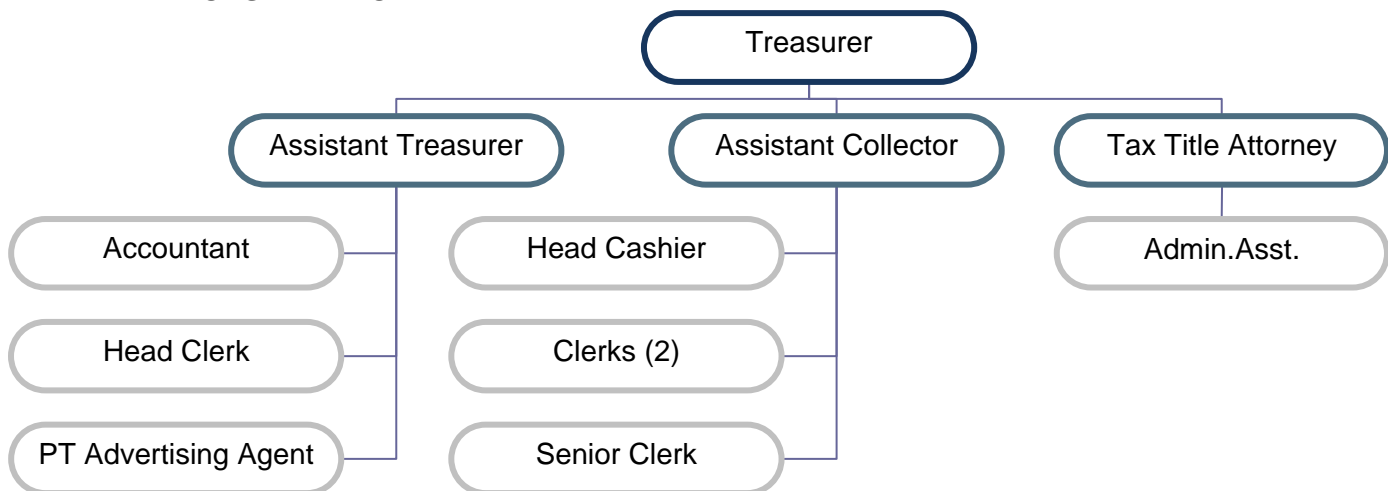 Treasurer
Assistant Treasurer
Assistant Collector
Tax Title Attorney
Accountant
Head Cashier
Admin.Asst.
Head Clerk
Clerks (2)
PT Advertising Agent
Senior Clerk